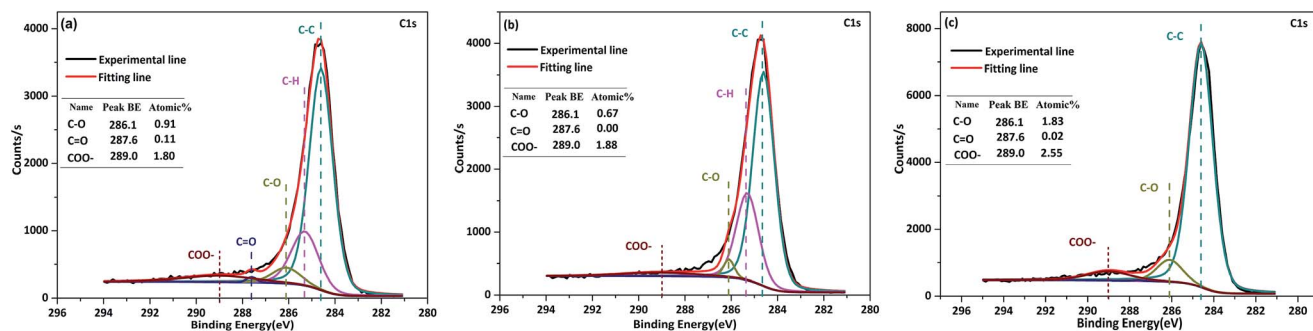 (a)
C1s
C-C
Experimental line
Fitting line
C-H
Name Peak BE Atomic%
C-O 286.1 0.91
C=O 287.6 0.11
COO- 289.0 1.80
C-O
COO-
C=O
Counts/s
4000
3000
2000
1000
0
294 292 290 288 286 284 282 280
Binding Energy(eV)
(b)
C1s
C-C
Experimental line
Fitting line
C-H
Name Peak BE Atomic%
C-O 286.1 0.67
C=O 287.6 0.00
COO- 289.0 1.88
C-O
COO-
Counts/s
4000
3000
2000
1000
0
294 292 290 288 286 284 282 280
Binding Energy(eV)
(c)
C1s
C-C
Experimental line
Fitting line
Name Peak BE Atomic%
C-O 286.1 1.83
C=O 287.6 0.02
COO- 289.0 2.55
C-O
COO-
Counts/s
8000
6000
4000
2000
0
296 294 292 290 288 286 284 282 280
Binding Energy(eV)